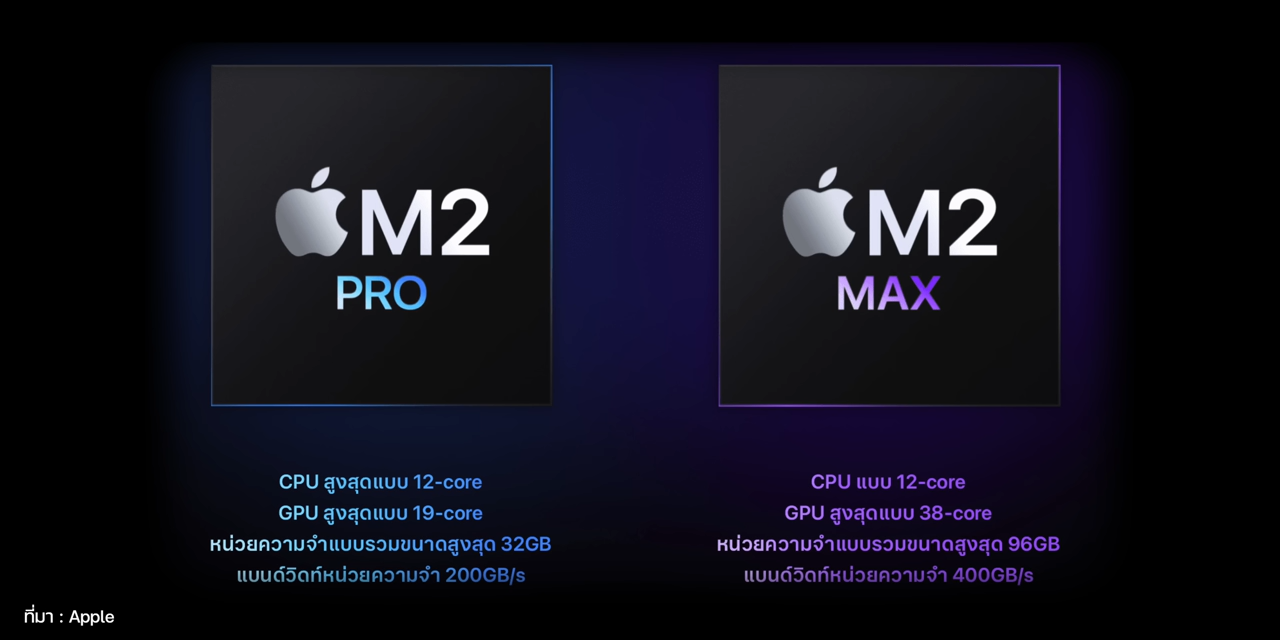 M2
PRO
CPU สูงสุดแบบ 12-core
GPU สูงสุดแบบ 19-core
หน่วยความจำแบบรวมขนาดสูงสุด 32GB
แบนด์วิดท์หน่วยความจำ 200GB/s
M2
MAX
CPU แบบ 12-core
GPU สูงสุดแบบ 38-core
หน่วยความจำแบบรวมขนาดสูงสุด 96GB
แบนด์วิดท์หน่วยความจำ 400GB/s
ที่มา : Apple